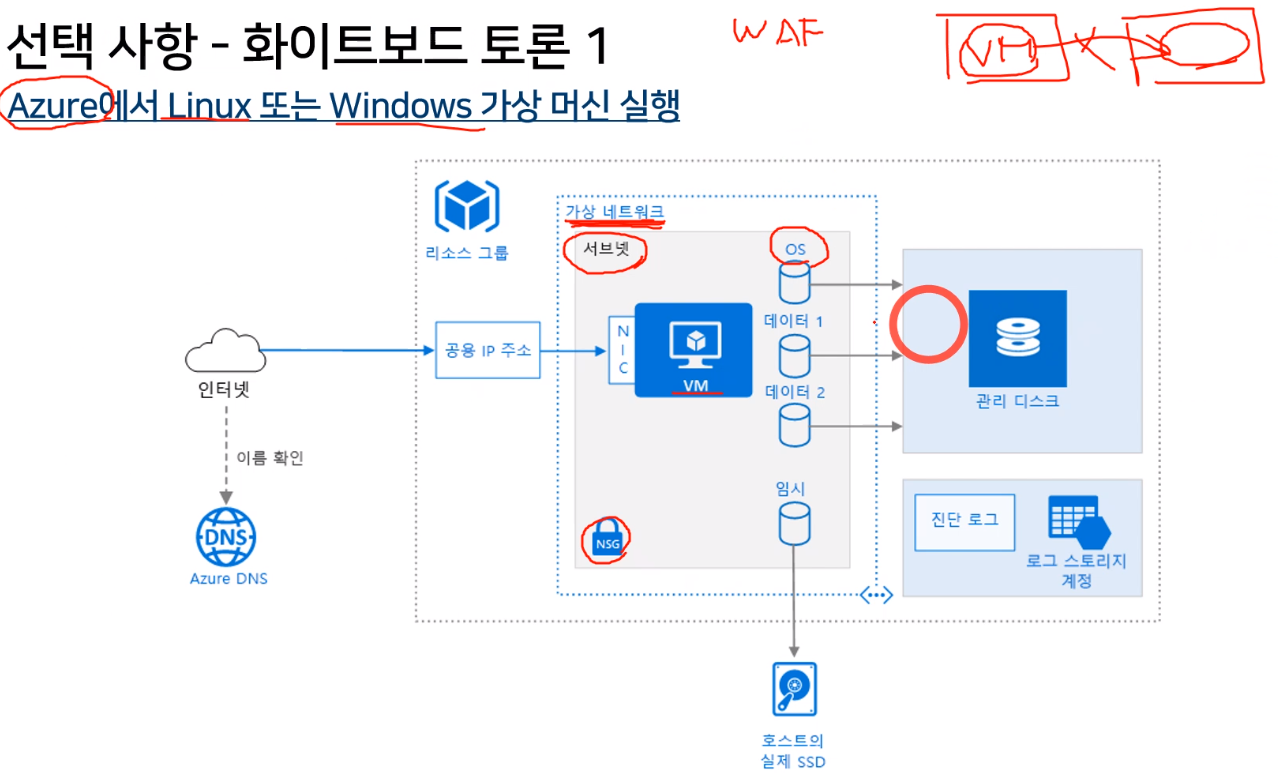 선택 사항 - 화이트보드 토론 1
WAF
VM
Azure에서 Linux 또는 Windows 가상 머신 실행
리소스 그룹
가상 네트워크
서브넷
OS
데이터 1
데이터 2
임시
NIC
VM
NSG
공용 IP 주소
인터넷
이름 확인
DNS
Azure DNS
관리 디스크
진단 로그
로그 스토리지
계정
호스트의
실제 SSD